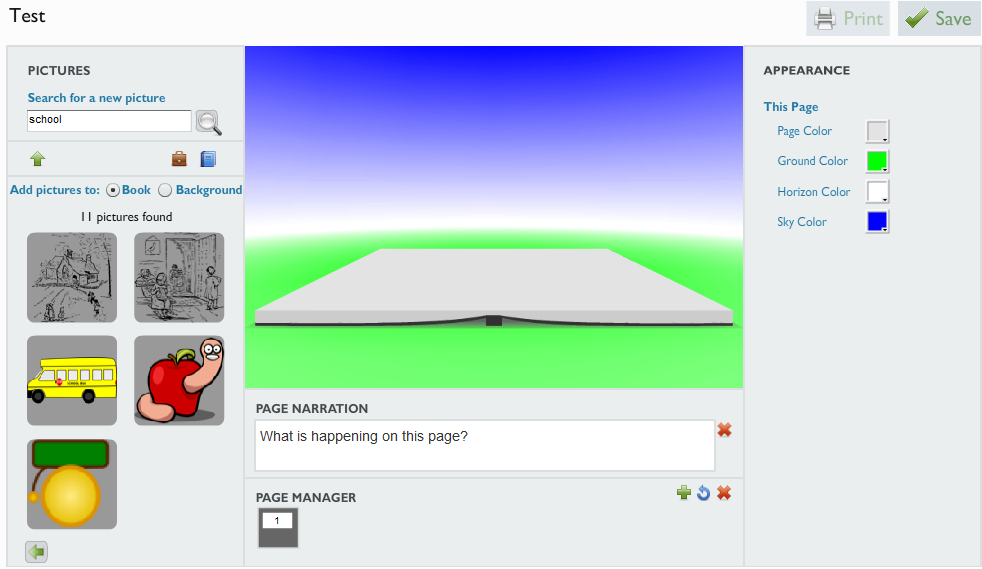 Test
Print
Save
PICTURES
Search for a new picture
school
Add pictures to: Book Background
11 pictures found
SCHOOL BUS
PAGE NARRATION
What is happening on this page?
PAGE MANAGER
1
APPEARANCE
This Page
Page Color
Ground Color
Horizon Color
Sky Color